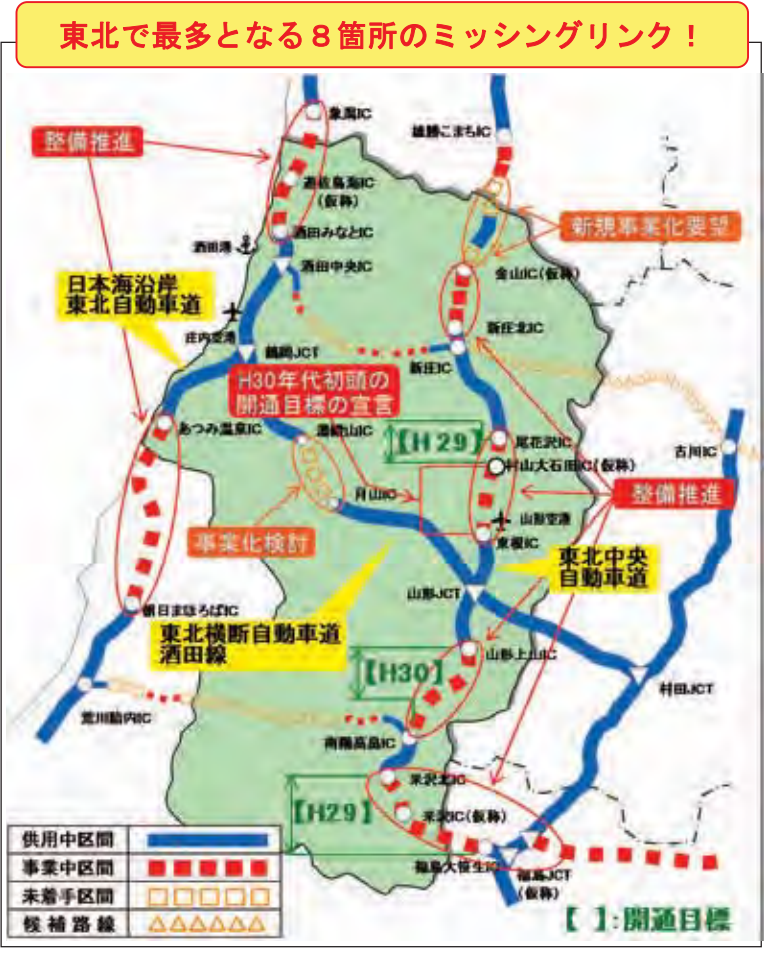 東北で最多となる８箇所のミッシングリンク！
象潟IC
雄勝こまちIC
整備推進
遊佐鳥海IC
(仮称)
新規事業化要望
酒田みなとIC
酒田港
酒田中央IC
金山IC(仮称)
日本海沿岸
東北自動車道
庄内空港
新庄北IC
鶴岡JCT
新庄IC
H30年代初頭の
開通目標の宣言
あつみ温泉IC
湯殿山IC
【H29】
尾花沢IC
古川IC
村山大石田IC(仮称)
月山IC
整備推進
山形空港
事業化検討
東根IC
東北中央
自動車道
山形JCT
朝日まほろばIC
東北横断自動車道
酒田線
山形上山IC
【H30】
村田JCT
荒川胎内IC
南陽高畠IC
米沢北IC
【H29】
米沢IC(仮称)
供用中区間
事業中区間
未着手区間
候補路線
福島大笹生IC
福島JCT
(仮称)
【 】:開通目標